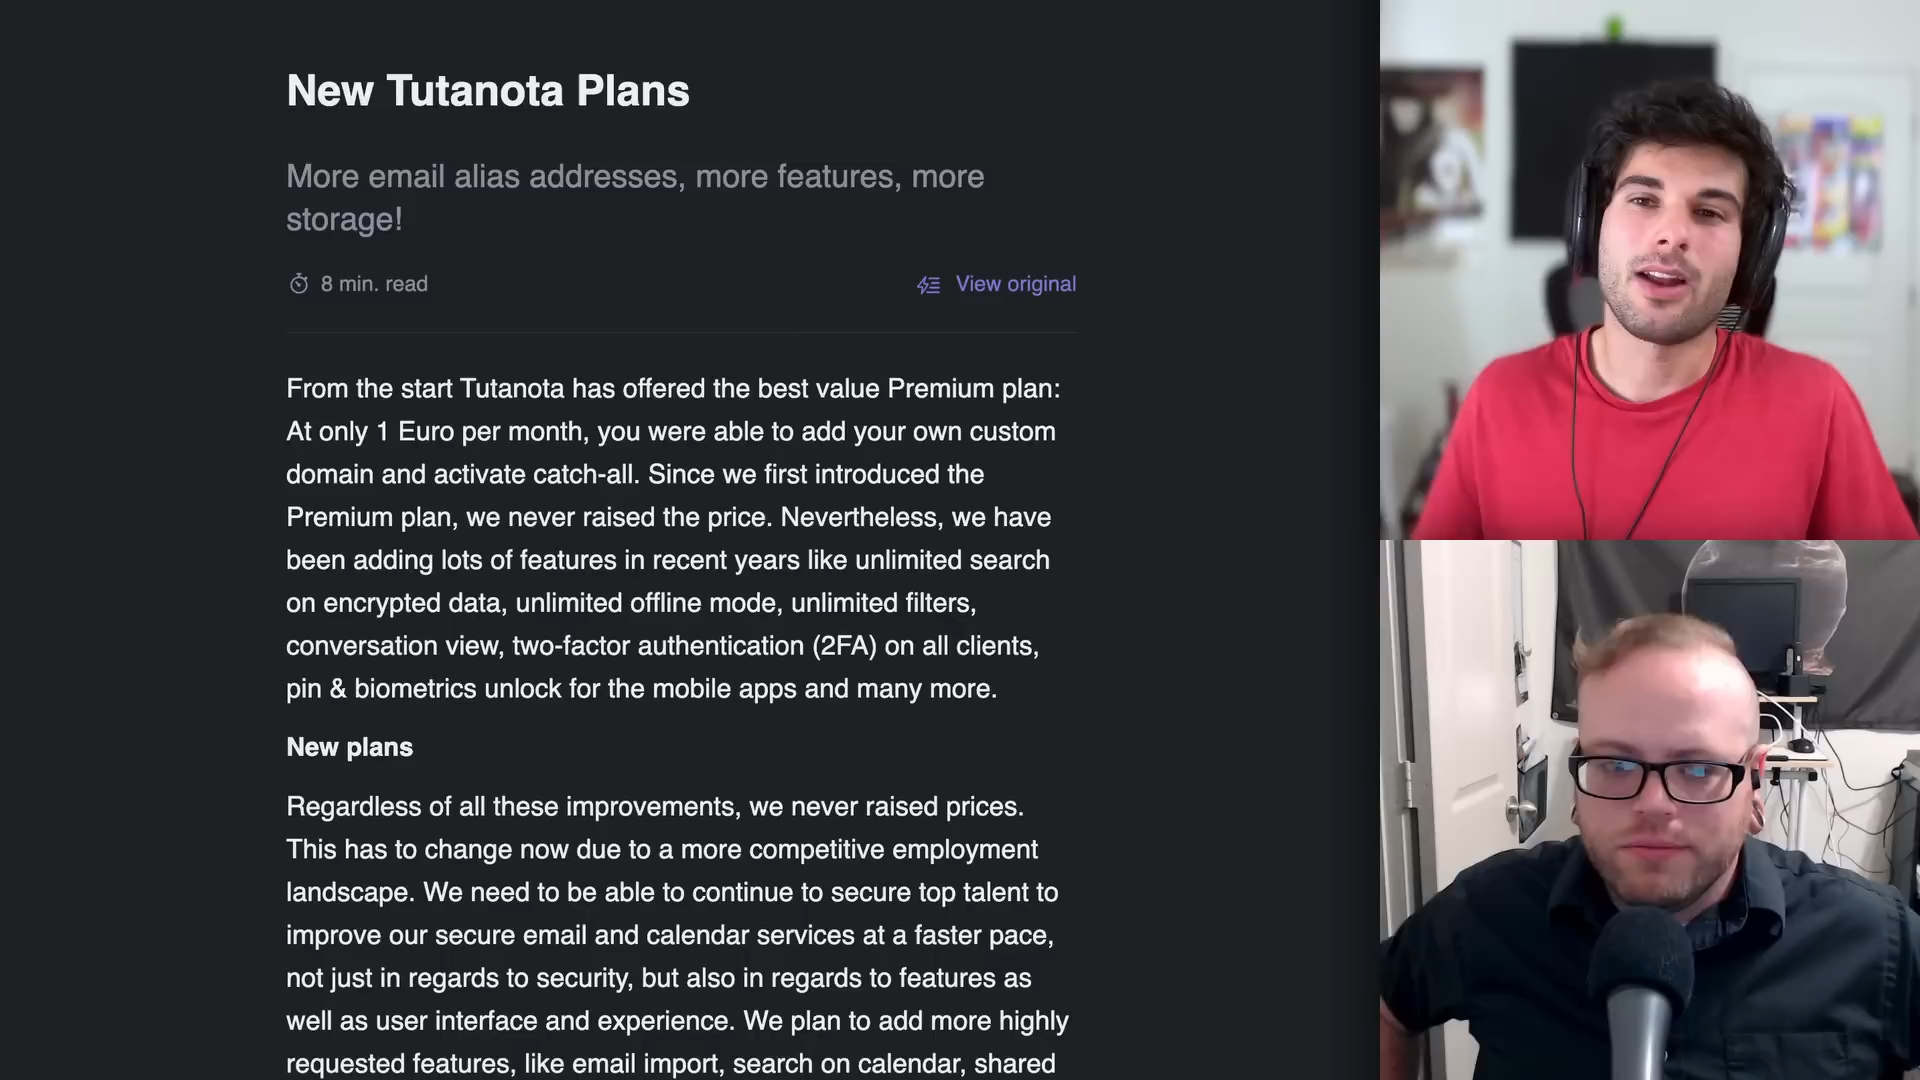 New Tutanota Plans
More email alias addresses, more features, more
storage!
8 min. read
View original
From the start Tutanota has offered the best value Premium plan:
At only 1 Euro per month, you were able to add your own custom
domain and activate catch-all. Since we first introduced the
Premium plan, we never raised the price. Nevertheless, we have
been adding lots of features in recent years like unlimited search
on encrypted data, unlimited offline mode, unlimited filters,
conversation view, two-factor authentication (2FA) on all clients,
pin & biometrics unlock for the mobile apps and many more.
New plans
Regardless of all these improvements, we never raised prices.
This has to change now due to a more competitive employment
landscape. We need to be able to continue to secure top talent to
improve our secure email and calendar services at a faster pace,
not just in regards to security, but also in regards to features as
well as user interface and experience. We plan to add more highly
requested features, like email import, search on calendar, shared